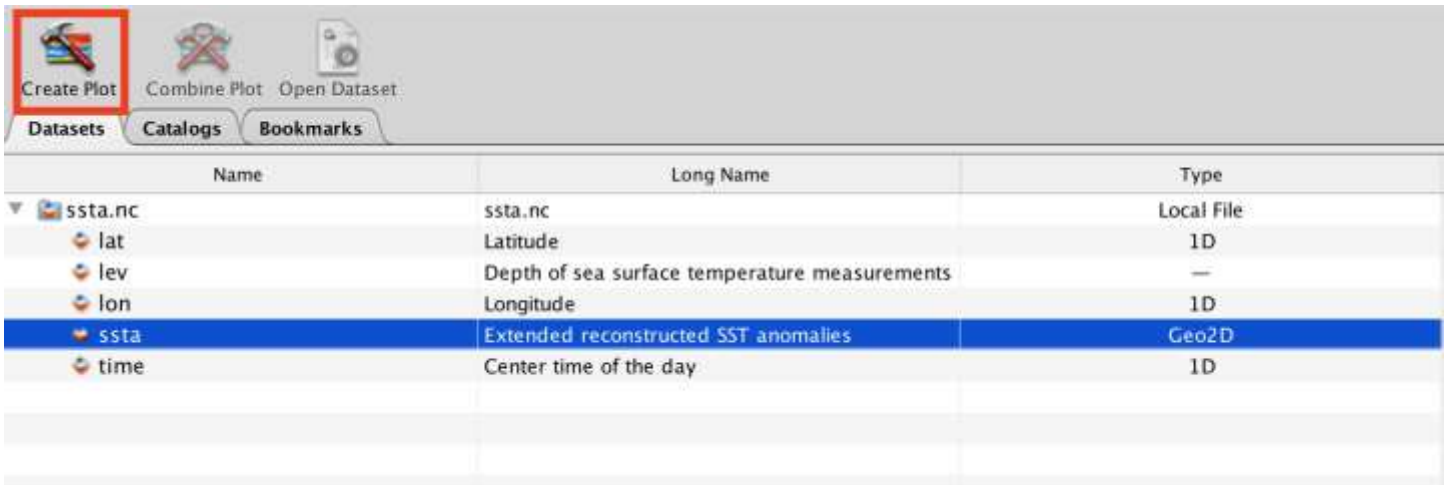 Create Plot Combine Plot Open Dataset
Datasets Catalogs Bookmarks
Name Long Name Type
ssta.nc ssta.nc Local File
lat Latitude 1D
lev Depth of sea surface temperature measurements —
lon Longitude 1D
ssta Extended reconstructed SST anomalies Geo2D
time Center time of the day 1D